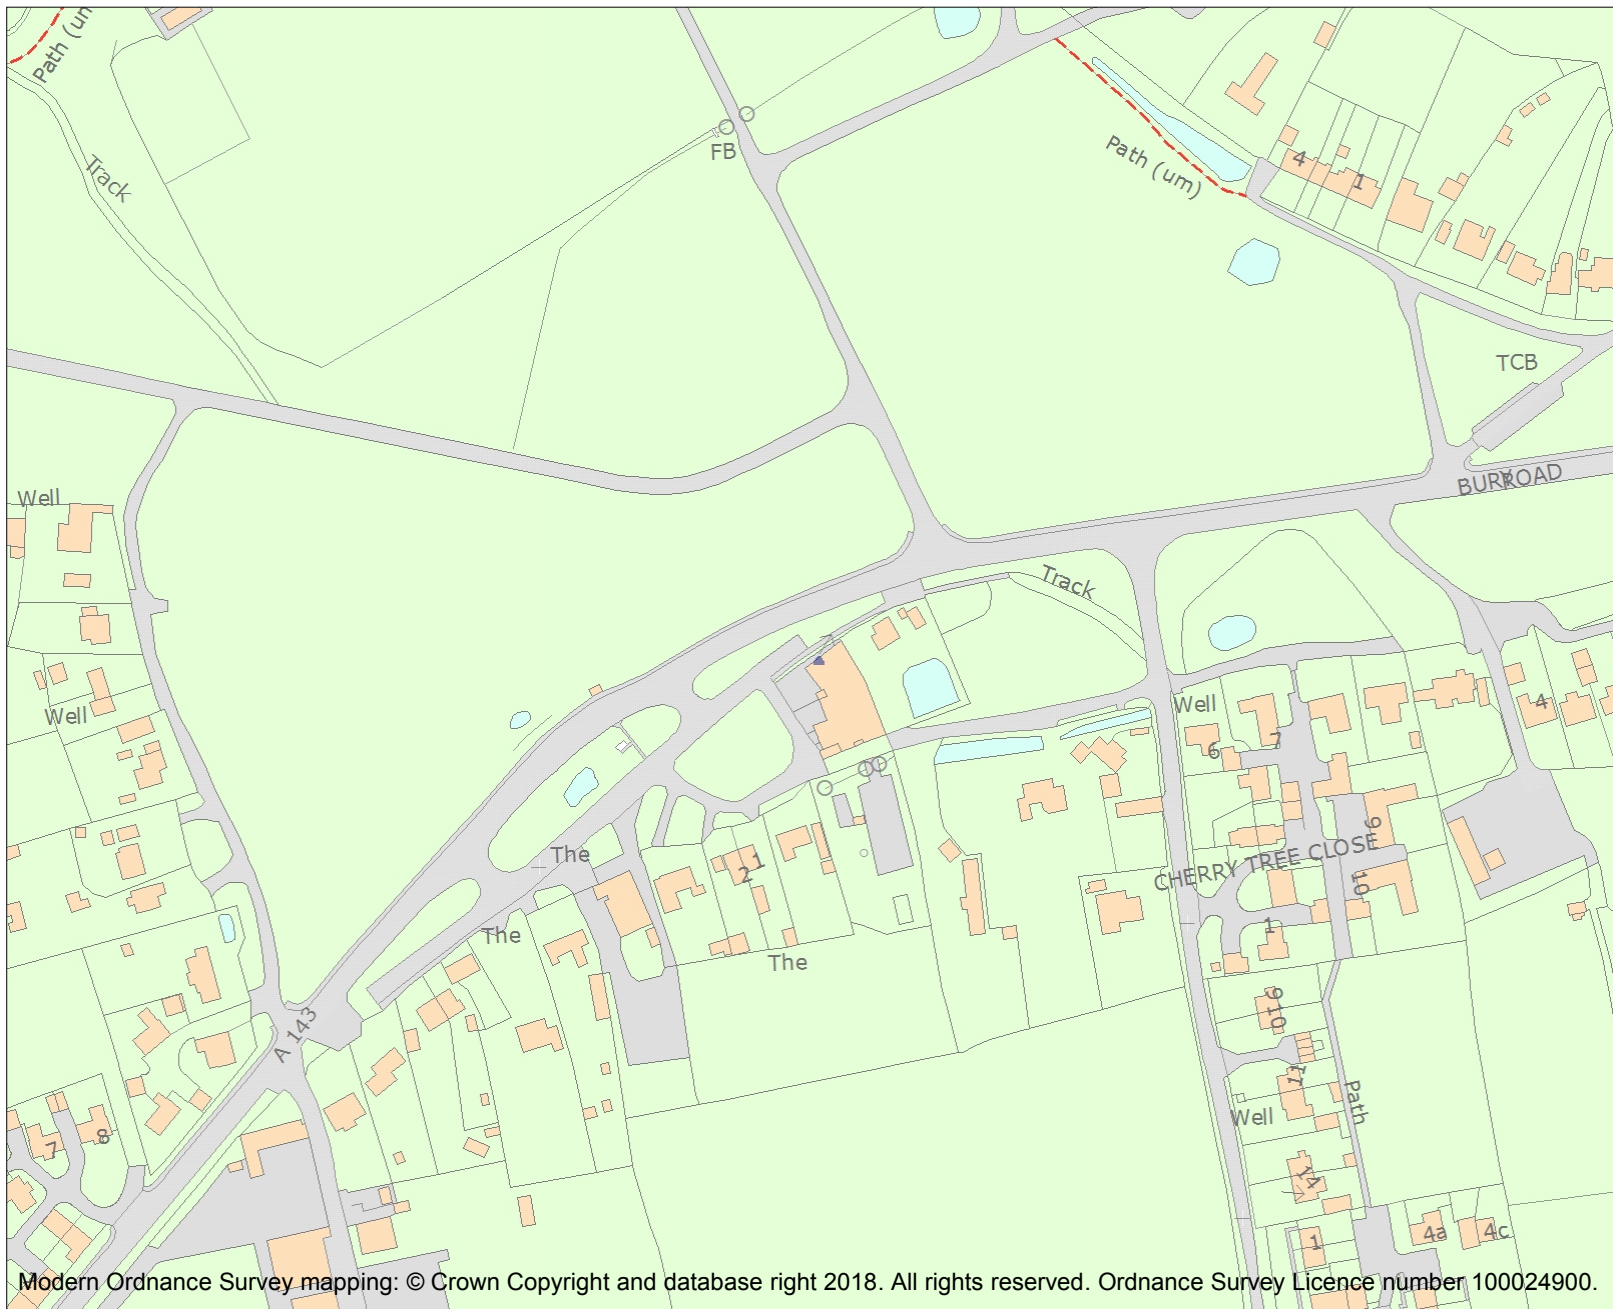 Path (un
Track
FB
Path (um)
4
1
TCB
BURY ROAD
Well
Track
Well
Well
4
6
7
The
1
2
9
CHERRY TREE CLOSE
10
The
1
The
9
10
A 143
11
Path
Well
7
8
14
1
4a
4c
Modern Ordnance Survey mapping: © Crown Copyright and database right 2018. All rights reserved. Ordnance Survey Licence number 100024900.